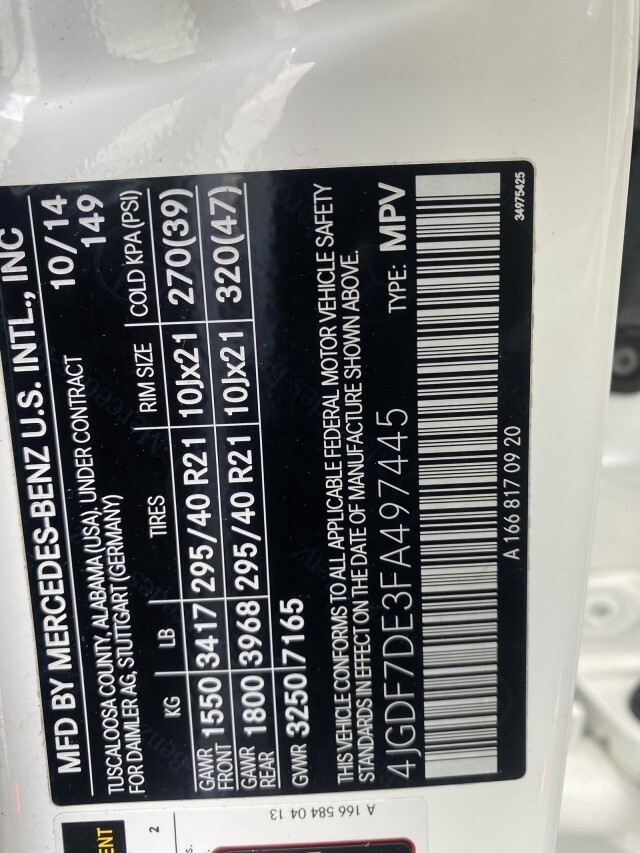 MFD BY MERCEDES-BENZ U.S. INTL., INC
TUSCALOOSA COUNTY, ALABAMA (USA), UNDER CONTRACT 10/14
FOR DAIMLER AG, STUTTGART (GERMANY) 149
KG LB TIRES RIM SIZE COLD KPA (PSI)
GAWR FRONT 1550 3417 295/40 R21 10Jx21 270(39)
GAWR REAR 1800 3968 295/40 R21 10Jx21 320(47)
GVWR 3250 7165
THIS VEHICLE CONFORMS TO ALL APPLICABLE FEDERAL MOTOR VEHICLE SAFETY
STANDARDS IN EFFECT ON THE DATE OF MANUFACTURE SHOWN ABOVE.
4JGDF7DE3FA497445 TYPE: MPV
A 166 817 09 20 34975425
A 166 584 04 13
2